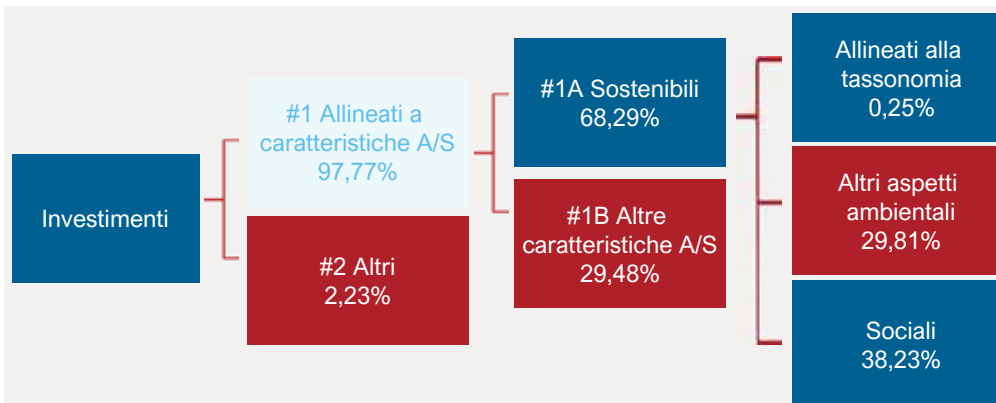 Investimenti
#1 Allineati a
caratteristiche A/S
97,77%
#2 Altri
2,23%
#1A Sostenibili
68,29%
#1B Altre
caratteristiche A/S
29,48%
Allineati alla
tassonomia
0,25%
Altri aspetti
ambientali
29,81%
Sociali
38,23%